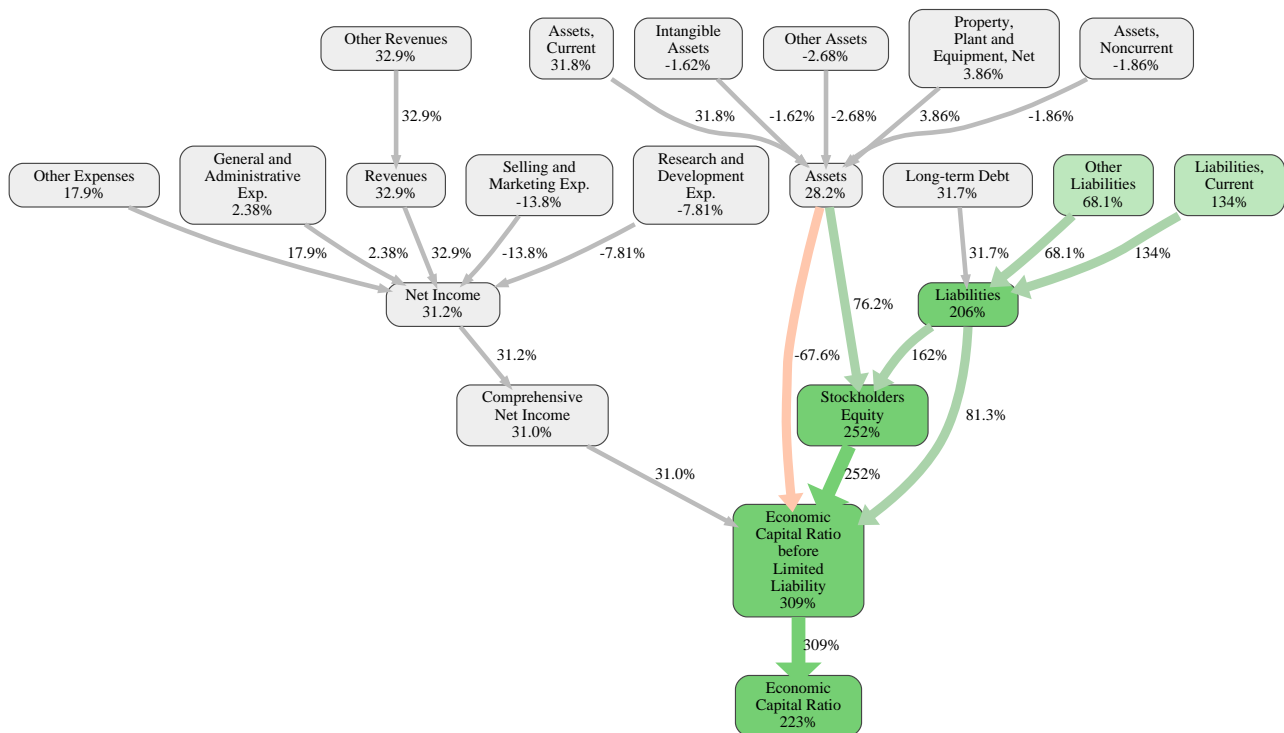 Other Revenues
32.9%
Assets,
Current
31.8%
Intangible
Assets
-1.62%
Other Assets
-2.68%
Property,
Plant and
Equipment, Net
3.86%
Assets,
Noncurrent
-1.86%
32.9%
31.8%
-1.62%
-2.68%
3.86%
-1.86%
Other Expenses
17.9%
General and
Administrative
Exp.
2.38%
Revenues
32.9%
Selling and
Marketing Exp.
-13.8%
Research and
Development
Exp.
-7.81%
Assets
28.2%
Long-term Debt
31.7%
Other
Liabilities
68.1%
Liabilities,
Current
134%
17.9%
2.38%
32.9%
-13.8%
-7.81%
31.7%
68.1%
134%
Net Income
31.2%
76.2%
Liabilities
206%
31.2%
-67.6%
162%
Comprehensive
Net Income
31.0%
Stockholders
Equity
252%
81.3%
31.0%
252%
Economic
Capital Ratio
before
Limited
Liability
309%
309%
Economic
Capital Ratio
223%